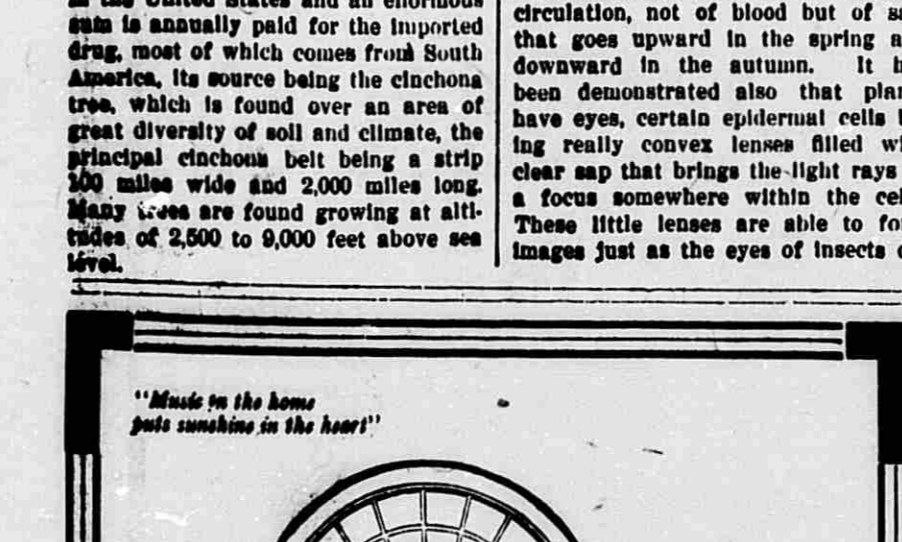 in the United States and an enormous
sum is annually paid for the imported
drug, most of which comes from South
America, its source being the cinchona
tree, which is found over an area of
great diversity of soil and climate, the
principal cinchona belt being a strip
100 miles wide and 2,000 miles long.
Many trees are found growing at alti-
tudes of 2,500 to 9,000 feet above sea
level.
circulation, not of blood but of
that goes upward in the spring
downward in the autumn. It
been demonstrated also that
have eyes, certain epidermal cells
ing really convex lenses filled
clear sap that brings the light rays
a focus somewhere within the
These little lenses are able to
images just as the eyes of insects
"Music in the home
puts sunshine in the heart"